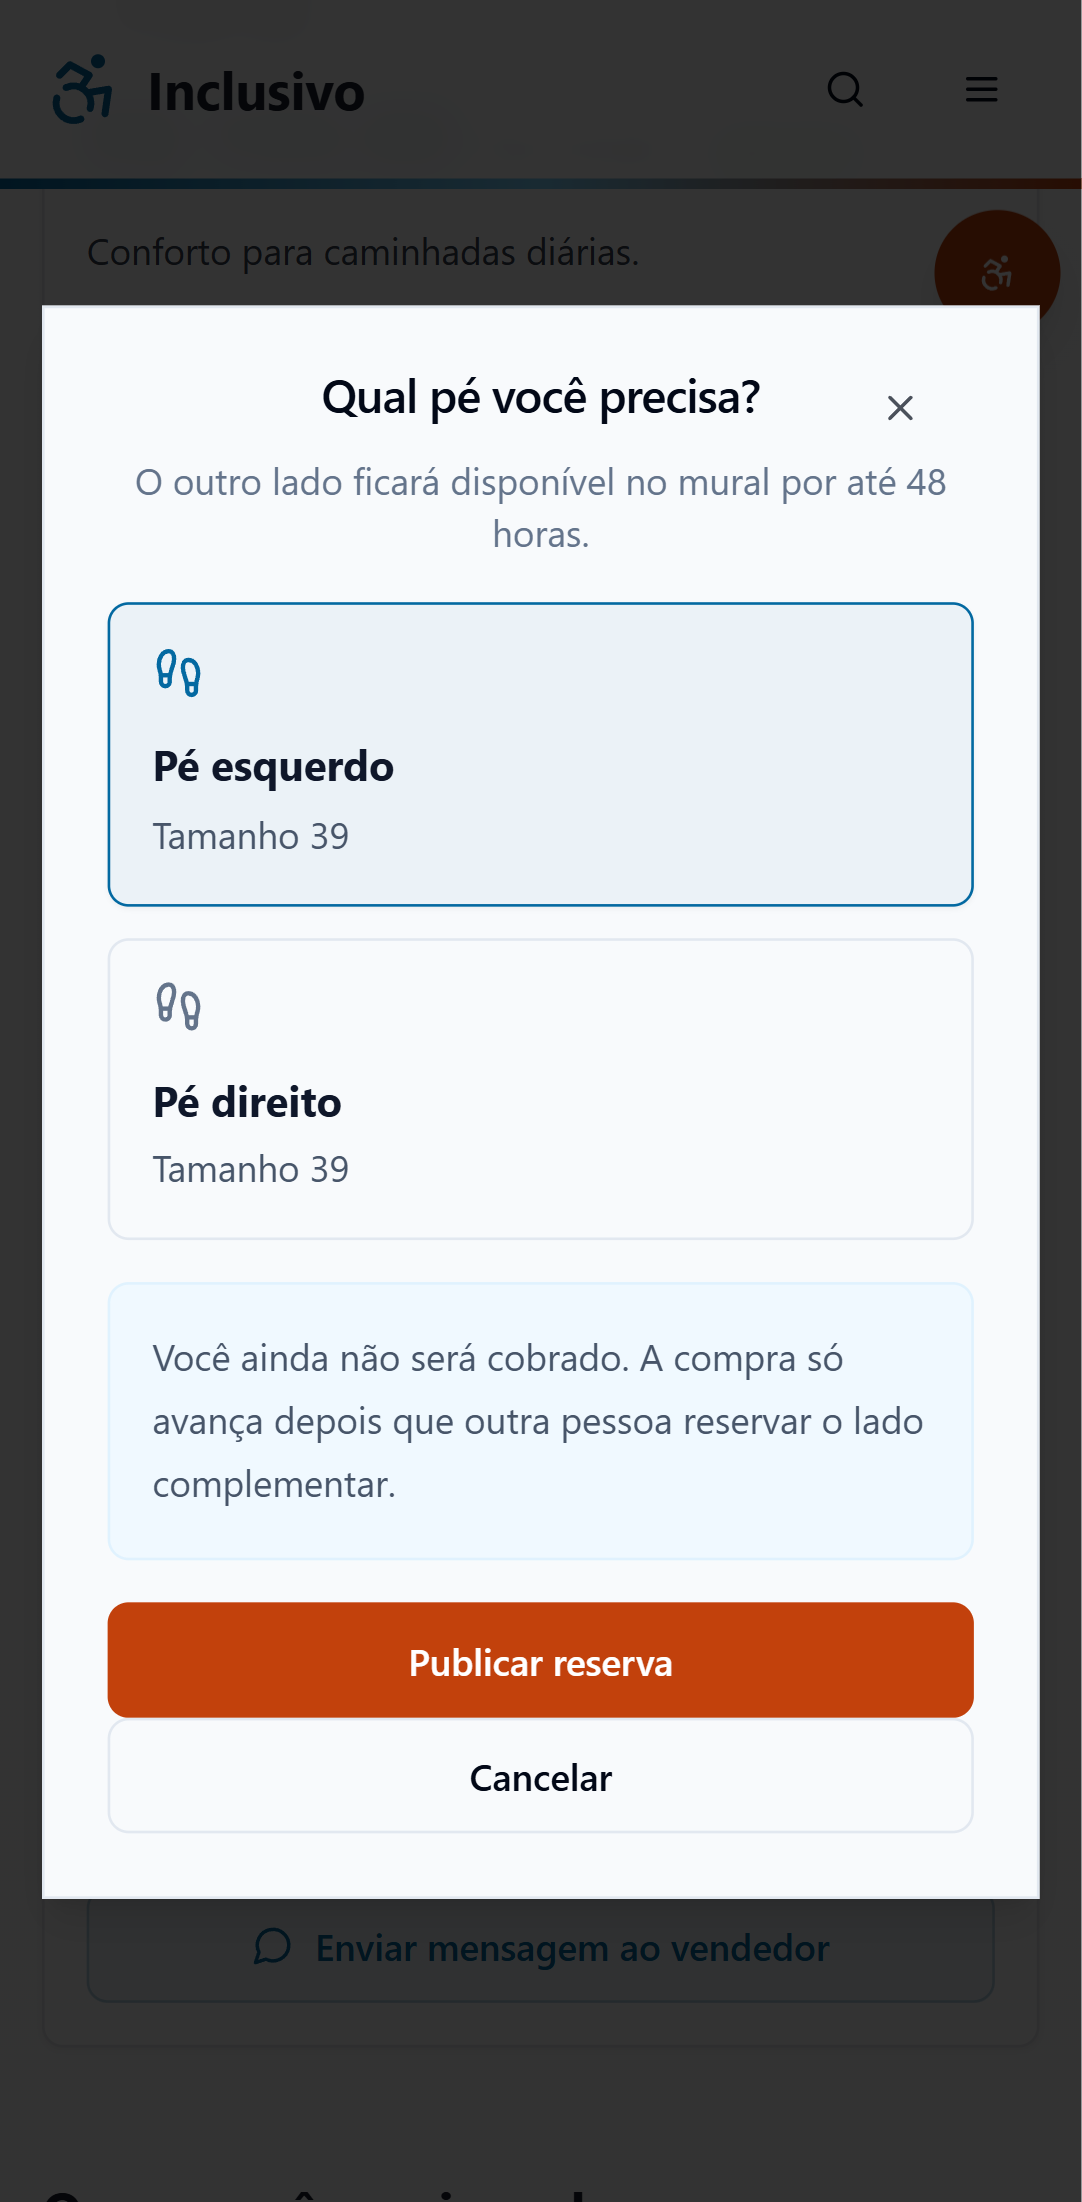 Inclusivo
Conforto para caminhadas diárias.
Qual pé você precisa?
O outro lado ficará disponível no mural por até 48
horas.
Pé esquerdo
Tamanho 39
Pé direito
Tamanho 39
Você ainda não será cobrado. A compra só
avança depois que outra pessoa reservar o lado
complementar.
Publicar reserva
Cancelar
Enviar mensagem ao vendedor